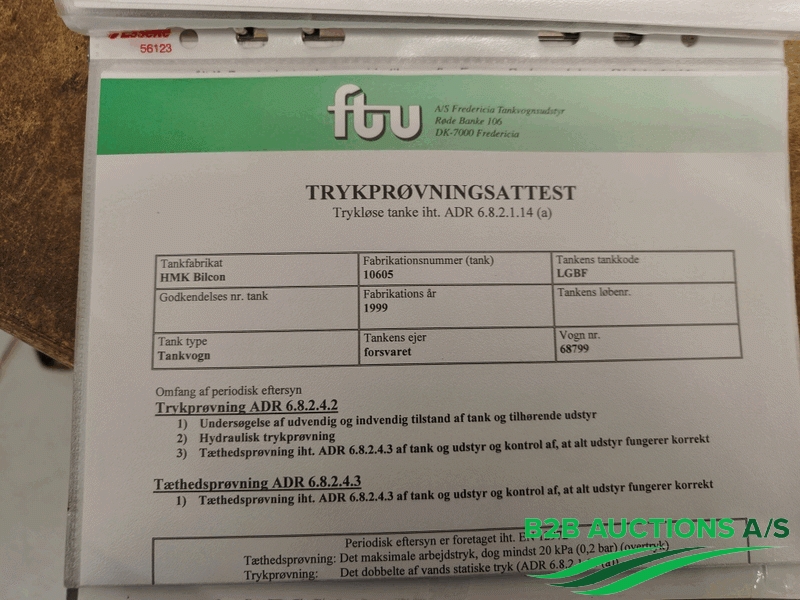 Esselte
56123
ftu
A/S Fredericia Tankvognsudstyr
Røde Banke 106
DK-7000 Fredericia
TRYKPRØVNINGSATTEST
Trykløse tanke iht. ADR 6.8.2.1.14 (a)
Tankfabrikat
HMK Bilcon
Fabrikationsnummer (tank)
10605
Tankens tankkode
LGBF
Godkendelses nr. tank
Fabrikations år
1999
Tankens løbenr.
Tank type
Tankvogn
Tankens ejer
forsvaret
Vogn nr.
68799
Omfang af periodisk eftersyn
Trykprøvning ADR 6.8.2.4.2
1) Undersøgelse af udvendig og indvendig tilstand af tank og tilhørende udstyr
2) Hydraulisk trykprøvning
3) Tæthedsprøvning iht. ADR 6.8.2.4.3 af tank og udstyr og kontrol af, at alt udstyr fungerer korrekt
Tæthedsprøvning ADR 6.8.2.4.3
1) Tæthedsprøvning iht. ADR 6.8.2.4.3 af tank og udstyr og kontrol af, at alt udstyr fungerer korrekt
Periodisk eftersyn er foretaget iht.
Tæthedsprøvning: Det maksimale arbejdstryk, dog mindst 20 kPa (0,2 bar) (overtryk)
Trykprøvning: Det dobbelte af vands statiske tryk (ADR 6.8.2
B2B AUCTIONS A/S